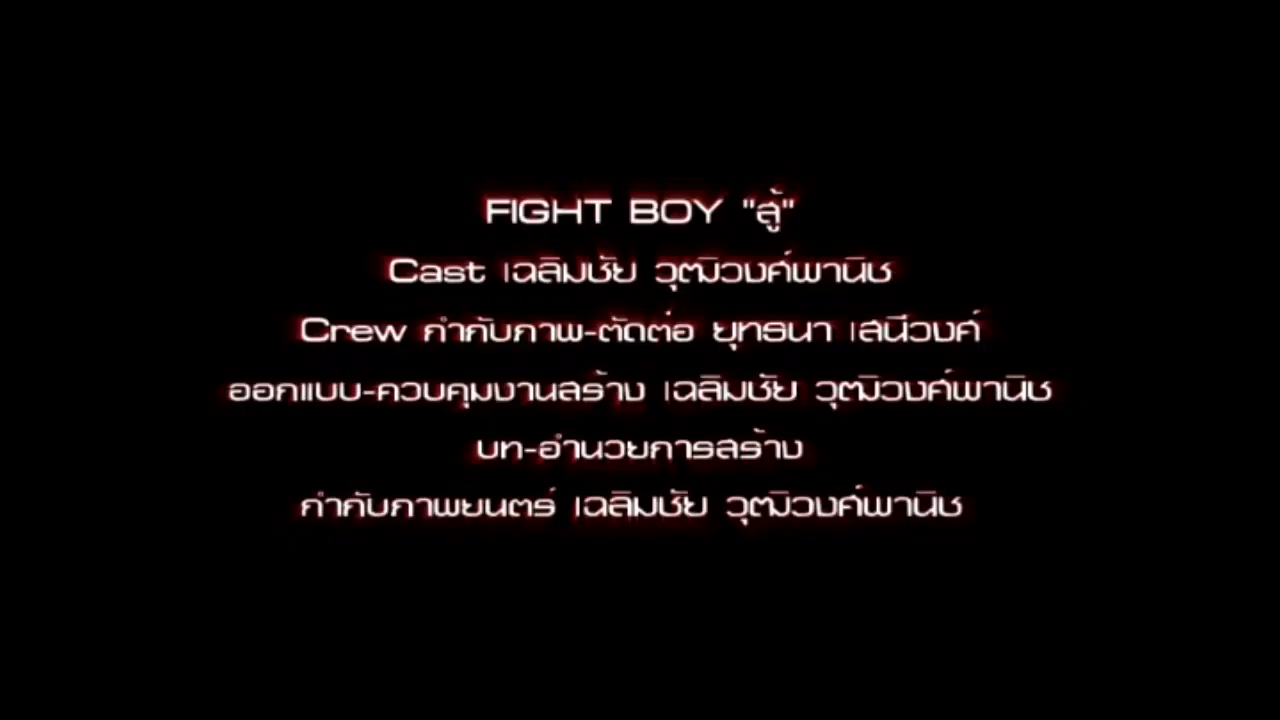 FIGHT BOY "สู้"
Cast เฉลิมชัย วุฒิวงศ์พานิช
Crew กำกับภาพ-ตัดต่อ ยุทธนา เสนีวงศ์
ออกแบบ-ควบคุมงานสร้าง เฉลิมชัย วุฒิวงศ์พานิช
บท-อำนวยการสร้าง
กำกับภาพยนตร์ เฉลิมชัย วุฒิวงศ์พานิช